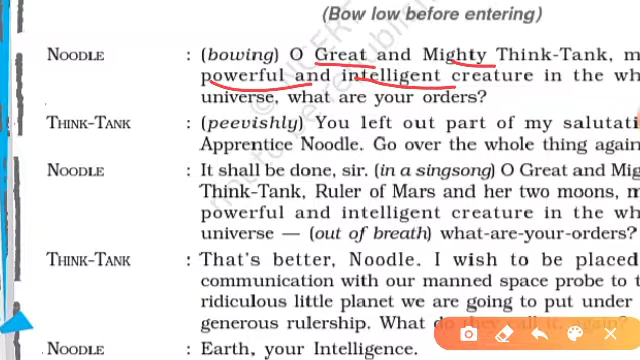 (Bow low before entering)
NOODLE : (bowing) O Great and Mighty Think-Tank,
powerful and intelligent creature in the
universe, what are your orders?
THINK-TANK : (peevishly) You left out part of my
Apprentice Noodle. Go over the whole thing
NOODLE : It shall be done, sir. (in a singsong) O Great and
Think-Tank, Ruler of Mars and her two moons,
powerful and intelligent creature in the
universe — (out of breath) what-are-your-orders?
THINK-TANK : That's better, Noodle. I wish to be placed
communication with our manned space probe to
ridiculous little planet we are going to put under
generous rulership. What do they call it, again?
NOODLE : Earth, your Intelligence.